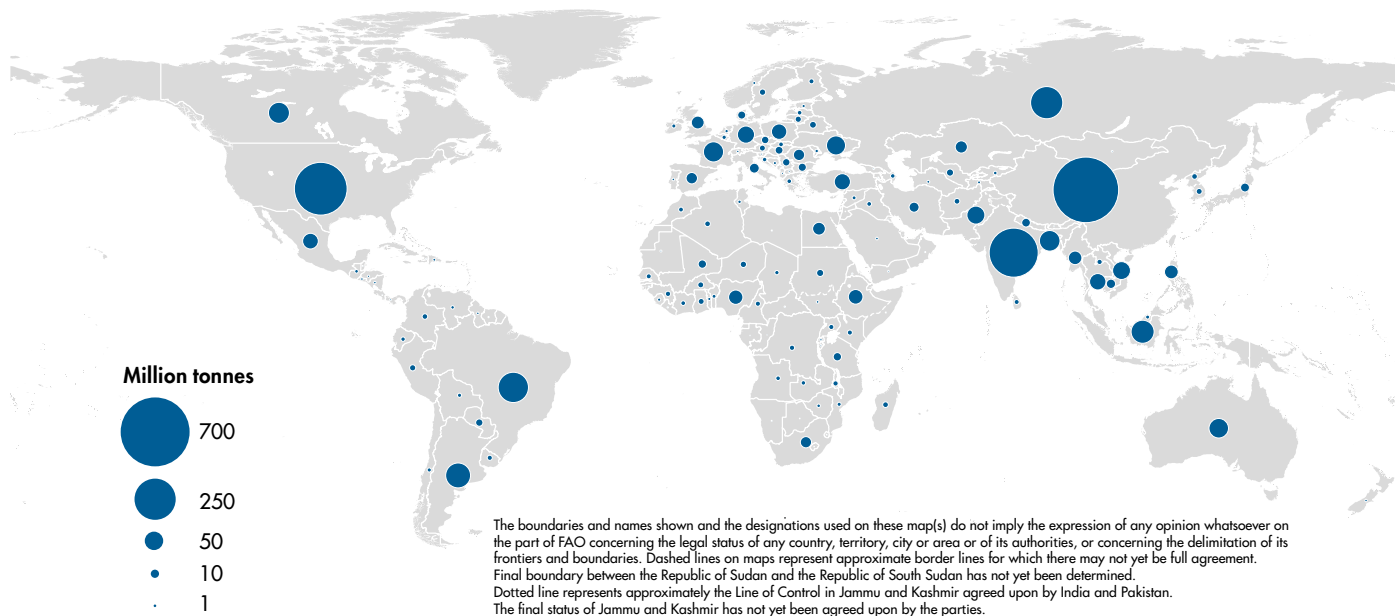 Million tonnes
700
250
50
10
1
The boundaries and names shown and the designations used on these map(s) do not imply the expression of any opinion whatsoever on
the part of FAO concerning the legal status of any country, territory, city or area or of its authorities, or concerning the delimitation of its
frontiers and boundaries. Dashed lines on maps represent approximate border lines for which there may not yet be full agreement.
Final boundary between the Republic of Sudan and the Republic of South Sudan has not yet been determined.
Dotted line represents approximately the Line of Control in Jammu and Kashmir agreed upon by India and Pakistan.
The final status of Jammu and Kashmir has not yet been agreed upon by the parties.